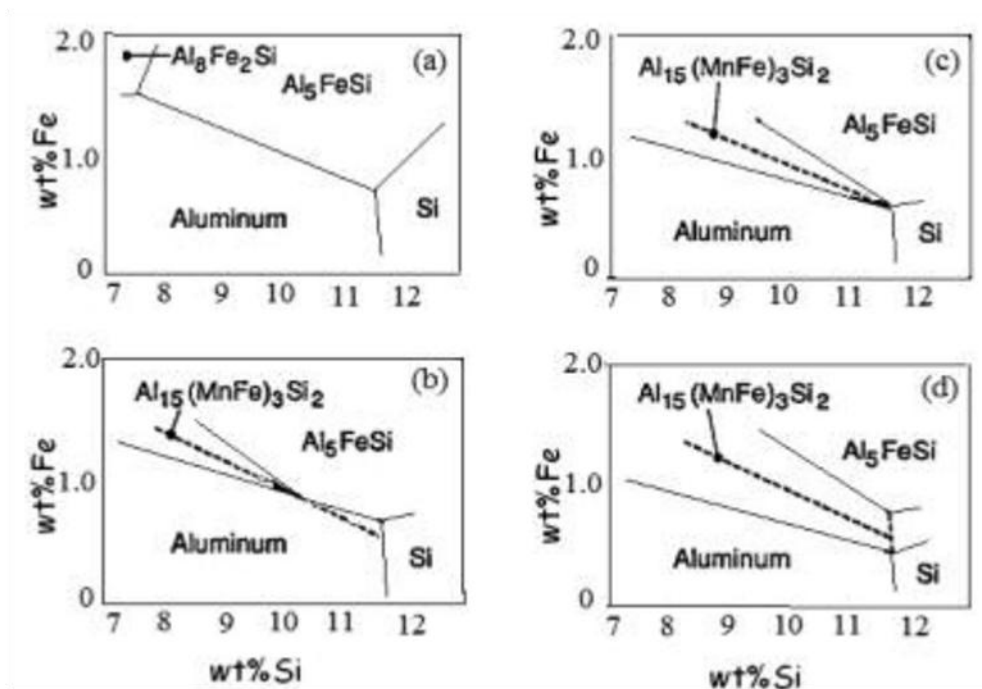 2.0
Al8Fe2Si
(a)
Al5FeSi
wt%Fe
1.0
Aluminum
Si
0
7 8 9 10 11 12
2.0
(c)
Al15(MnFe)3Si2
Al5FeSi
wt%Fe
1.0
Aluminum
Si
0
7 8 9 10 11 12
2.0
(b)
Al15(MnFe)3Si2
Al5FeSi
wt%Fe
1.0
Aluminum
Si
0
7 8 9 10 11 12
wt%Si
2.0
(d)
Al15(MnFe)3Si2
Al5FeSi
wt%Fe
1.0
Aluminum
Si
0
7 8 9 10 11 12
wt%Si